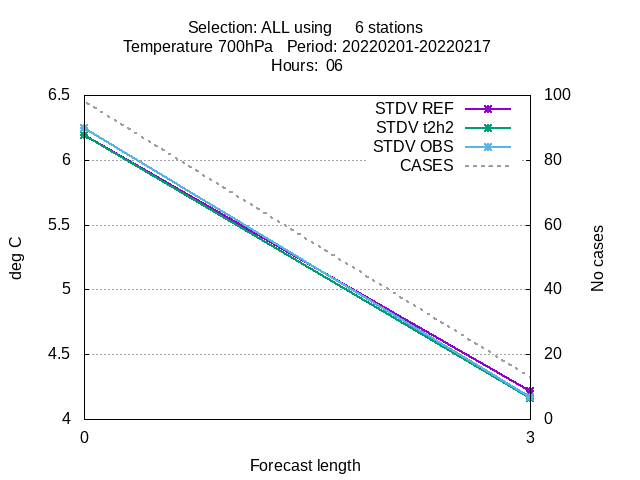 Selection: ALL using     6 stations
Temperature 700hPa   Period: 20220201-20220217
Hours:  06
6.5
6
5.5
5
4.5
4
100
80
60
40
20
0
STDV REF
STDV t2h2
STDV OBS
CASES
deg C
No cases
0
3
Forecast length